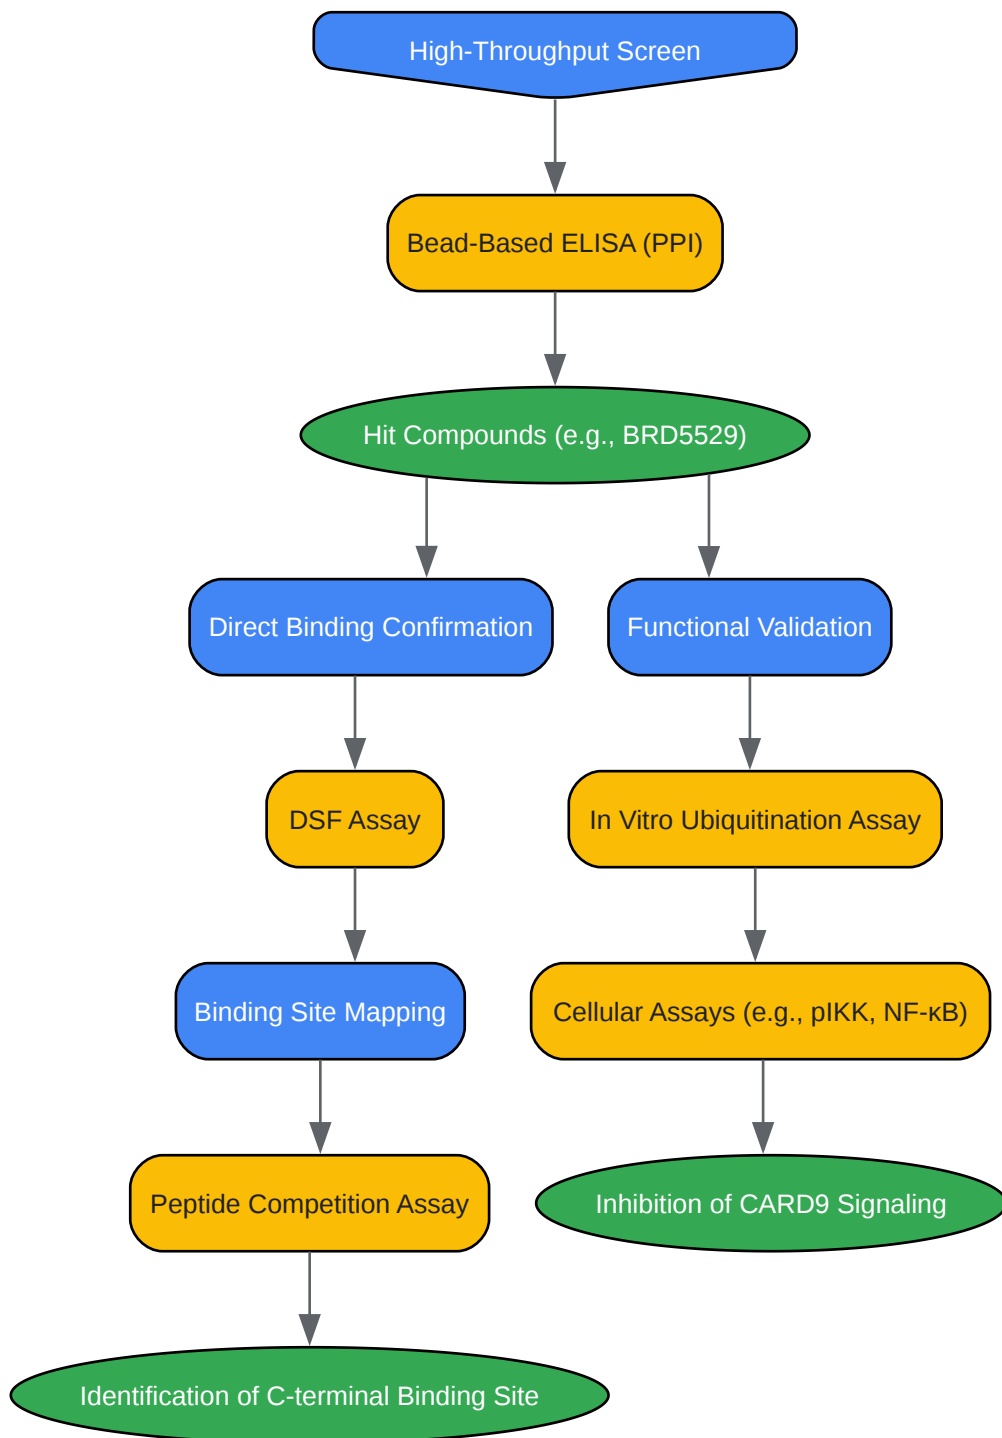 High-Throughput Screen
Bead-Based ELISA (PPI)
Hit Compounds (e.g., BRD5529)
Direct Binding Confirmation
Functional Validation
DSF Assay
In Vitro Ubiquitination Assay
Binding Site Mapping
Cellular Assays (e.g., pIKK, NF-κB)
Peptide Competition Assay
Inhibition of CARD9 Signaling
Identification of C-terminal Binding Site